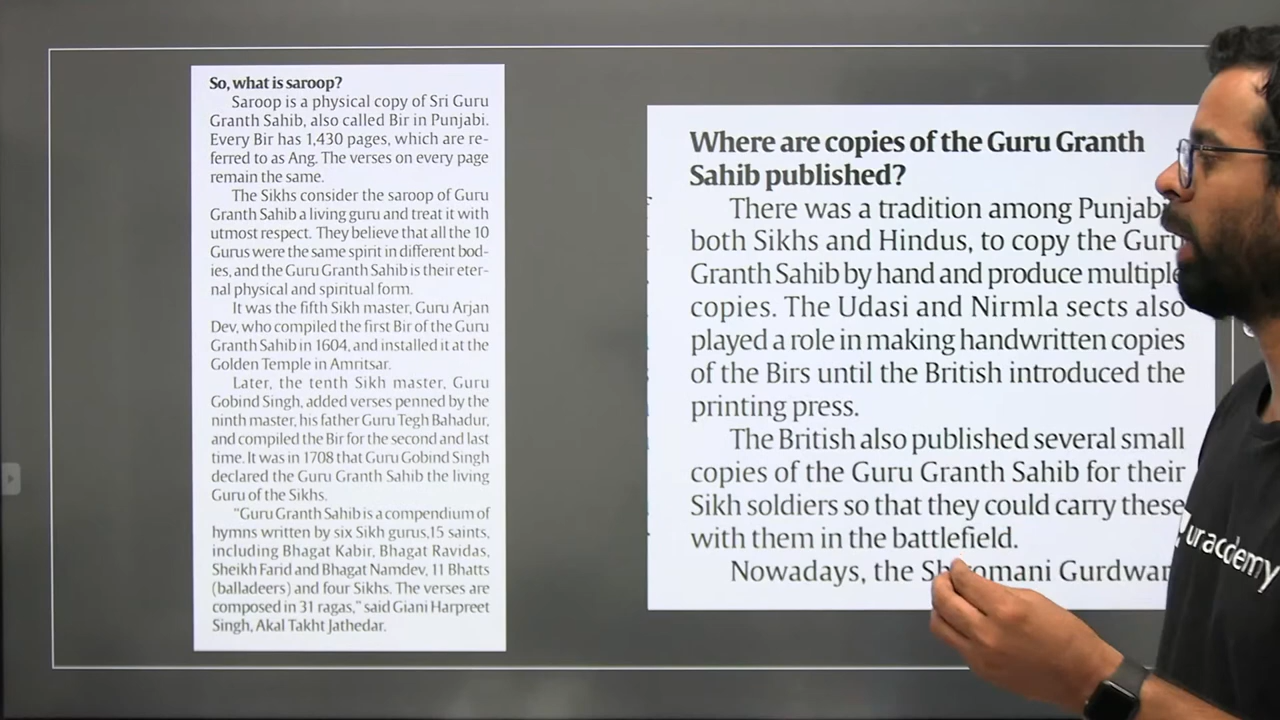 So, what is saroop?
Saroop is a physical copy of Sri Guru
Granth Sahib, also called Bir in Punjabi.
Every Bir has 1,430 pages, which are re-
ferred to as Ang. The verses on every page
remain the same.
The Sikhs consider the saroop of Guru
Granth Sahib a living guru and treat it with
utmost respect. They believe that all the 10
Gurus were the same spirit in different bod-
ies, and the Guru Granth Sahib is their eter-
nal physical and spiritual form.
It was the fifth Sikh master, Guru Arjan
Dev, who compiled the first Bir of the Guru
Granth Sahib in 1604, and installed it at the
Golden Temple in Amritsar.
Later, the tenth Sikh master, Guru
Gobind Singh, added verses penned by the
ninth master, his father Guru Tegh Bahadur,
and compiled the Bir for the second and last
time. It was in 1708 that Guru Gobind Singh
declared the Guru Granth Sahib the living
Guru of the Sikhs.
"Guru Granth Sahib is a compendium of
hymns written by six Sikh gurus,15 saints,
including Bhagat Kabir, Bhagat Ravidas,
Sheikh Farid and Bhagat Namdev, 11 Bhatts
(balladeers) and four Sikhs. The verses are
composed in 31 ragas," said Giani Harpreet
Singh, Akal Takht Jathedar.
Where are copies of the Guru Granth
Sahib published?
There was a tradition among Punjabi
both Sikhs and Hindus, to copy the Guru
Granth Sahib by hand and produce multiple
copies. The Udasi and Nirmla sects also
played a role in making handwritten copies
of the Birs until the British introduced the
printing press.
The British also published several small
copies of the Guru Granth Sahib for their
Sikh soldiers so that they could carry these
with them in the battlefield.
Nowadays, the Gurdwar
uracdemy